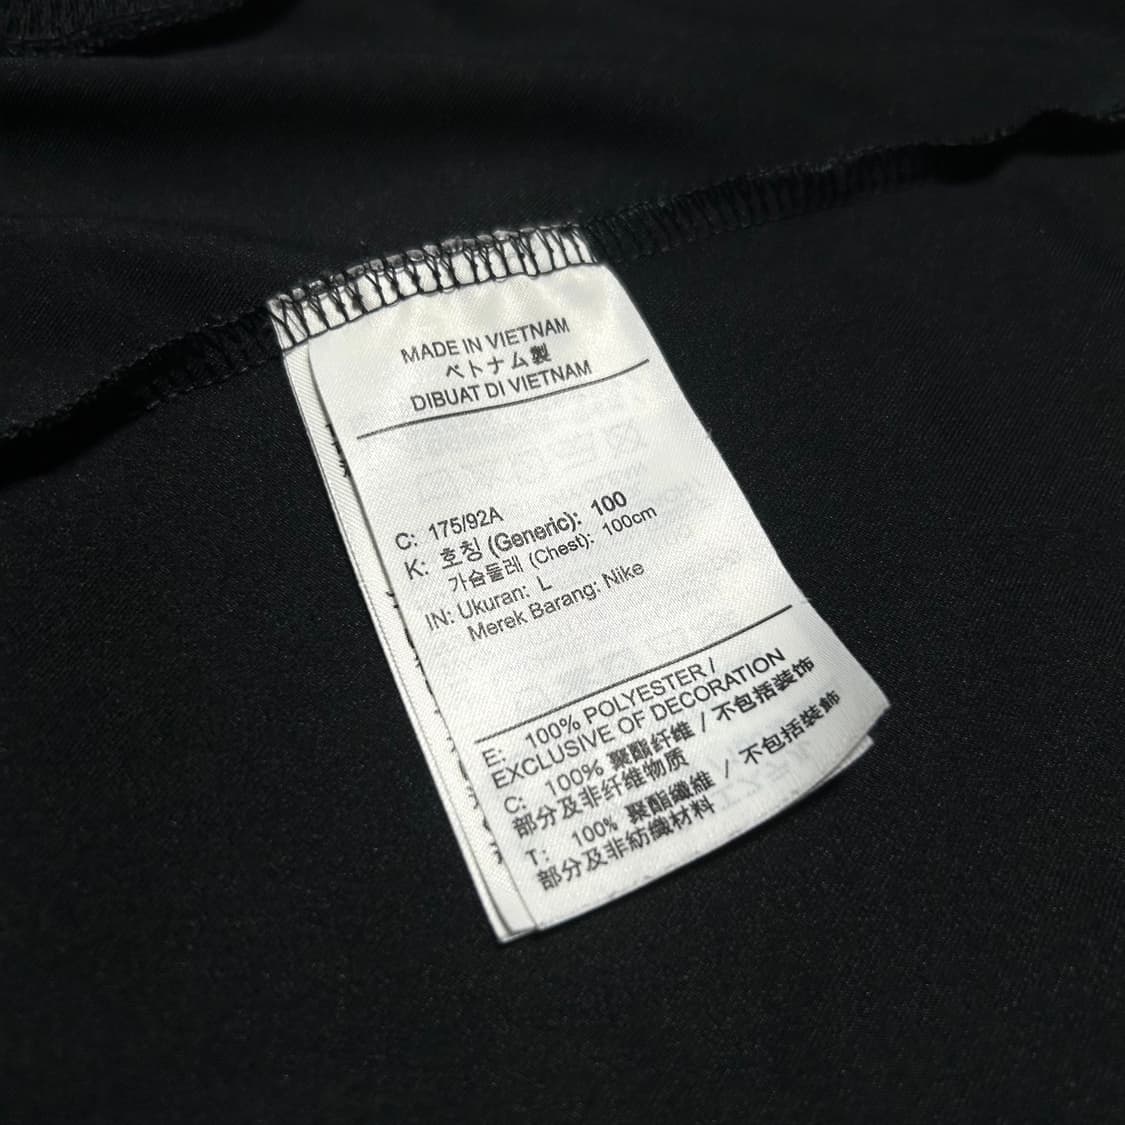 MADE IN VIETNAM
ベトナム製
DIBUAT DI VIETNAM
C: 175/92A
K: 호칭 (Generic): 100
가슴둘레 (Chest): 100cm
IN: Ukuran: L
Merek Barang: Nike
E: 100% POLYESTER /
EXCLUSIVE OF DECORATION
C: 100% 聚酯纤维 / 不包括装饰
部分及非纤维物质
T: 100% 聚酯纖維 / 不包括裝飾
部分及非紡織材料